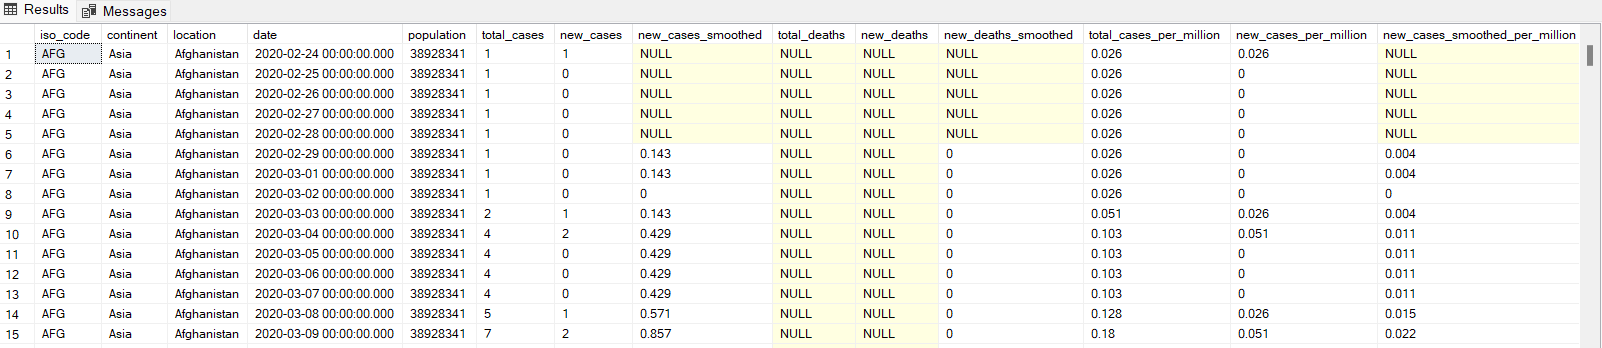 Results Messages
iso_code continent location date population total_cases new_cases new_cases_smoothed total_deaths new_deaths new_deaths_smoothed total_cases_per_million new_cases_per_million new_cases_smoothed_per_million
1 AFG Asia Afghanistan 2020-02-24 00:00:00.000 38928341 1 1 NULL NULL NULL NULL 0.026 0.026 NULL
2 AFG Asia Afghanistan 2020-02-25 00:00:00.000 38928341 1 0 NULL NULL NULL NULL 0.026 0 NULL
3 AFG Asia Afghanistan 2020-02-26 00:00:00.000 38928341 1 0 NULL NULL NULL NULL 0.026 0 NULL
4 AFG Asia Afghanistan 2020-02-27 00:00:00.000 38928341 1 0 NULL NULL NULL NULL 0.026 0 NULL
5 AFG Asia Afghanistan 2020-02-28 00:00:00.000 38928341 1 0 NULL NULL NULL NULL 0.026 0 NULL
6 AFG Asia Afghanistan 2020-02-29 00:00:00.000 38928341 1 0 0.143 NULL NULL 0 0.026 0 0.004
7 AFG Asia Afghanistan 2020-03-01 00:00:00.000 38928341 1 0 0.143 NULL NULL 0 0.026 0 0.004
8 AFG Asia Afghanistan 2020-03-02 00:00:00.000 38928341 1 0 0 NULL NULL 0 0.026 0 0
9 AFG Asia Afghanistan 2020-03-03 00:00:00.000 38928341 2 1 0.143 NULL NULL 0 0.051 0.026 0.004
10 AFG Asia Afghanistan 2020-03-04 00:00:00.000 38928341 4 2 0.429 NULL NULL 0 0.103 0.051 0.011
11 AFG Asia Afghanistan 2020-03-05 00:00:00.000 38928341 4 0 0.429 NULL NULL 0 0.103 0 0.011
12 AFG Asia Afghanistan 2020-03-06 00:00:00.000 38928341 4 0 0.429 NULL NULL 0 0.103 0 0.011
13 AFG Asia Afghanistan 2020-03-07 00:00:00.000 38928341 4 0 0.429 NULL NULL 0 0.103 0 0.011
14 AFG Asia Afghanistan 2020-03-08 00:00:00.000 38928341 5 1 0.571 NULL NULL 0 0.128 0.026 0.015
15 AFG Asia Afghanistan 2020-03-09 00:00:00.000 38928341 7 2 0.857 NULL NULL 0 0.18 0.051 0.022